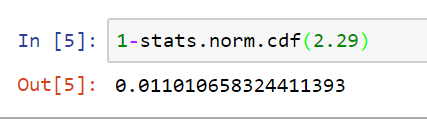 In [5]: 1-stats.norm.cdf(2.29)
Out[5]: 0.011010658324411393